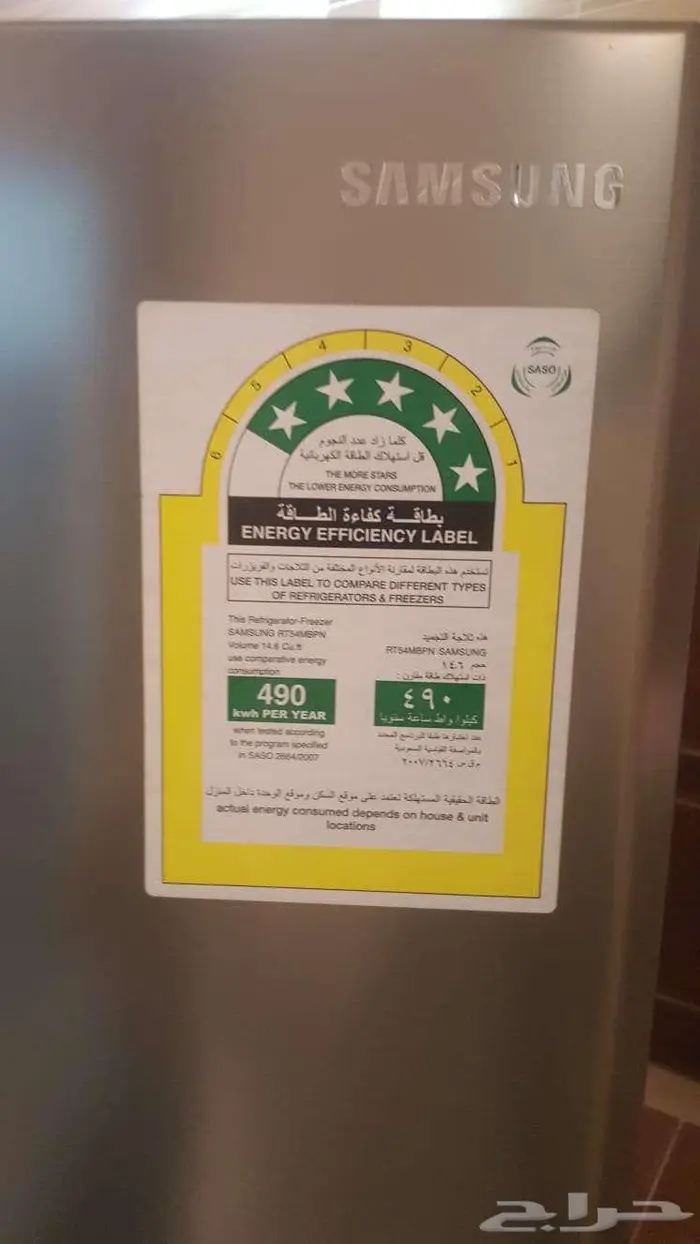 SAMSUNG
SASO
6 5 4 3 2 1
كلما زاد عدد النجوم
قل استهلاك الطاقة الكهربائية
THE MORE STARS
THE LOWER ENERGY CONSUMPTION
بطاقـــة كفاءة الطـــاقة
ENERGY EFFICIENCY LABEL
تستخدم هذه البطاقة لمقارنة الأنواع المختلفة من الثلاجات والفريزرات
USE THIS LABEL TO COMPARE DIFFERENT TYPES
OF REFRIGERATORS & FREEZERS
This Refrigerator-Freezer
SAMSUNG RT54MBPN
Volume 14.6 Cu.ft
use comparative energy
consumption
490
kwh PER YEAR
when tested according
to the program specified
in SASO 2664/2007
هذه ثلاجة التجميد
RT54MBPN SAMSUNG
حجم ١٤.٦
ذات استهلاك طاقة مقارن :
٤٩٠
كيلوا واط ساعة سنويا
عند اختبارها طبقا للبرنامج المحدد
بالمواصفة القياسية السعودية
م ق س ٢٠٠٧/٢٦٦٤
الطاقة الحقيقية المستهلكة تعتمد على موقع السكن وموقع الوحدة داخل المنزل
actual energy consumed depends on house & unit
locations
حراج